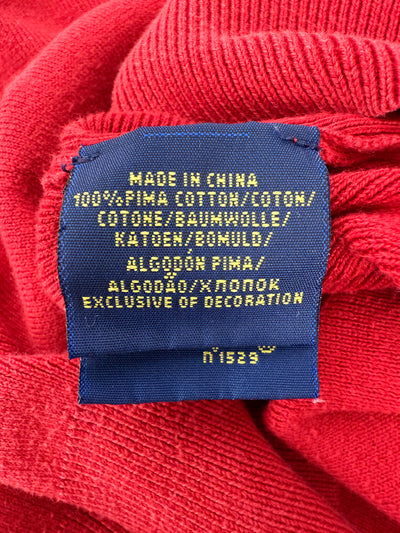 MADE IN CHINA
100% PIMA COTTON/COTON/
COTONE/BAUMWOLLE/
KATOEN/BOMULD/
ALGODÓN PIMA/
ALGODÃO/ХЛОПОК
EXCLUSIVE OF DECORATION
n°1529